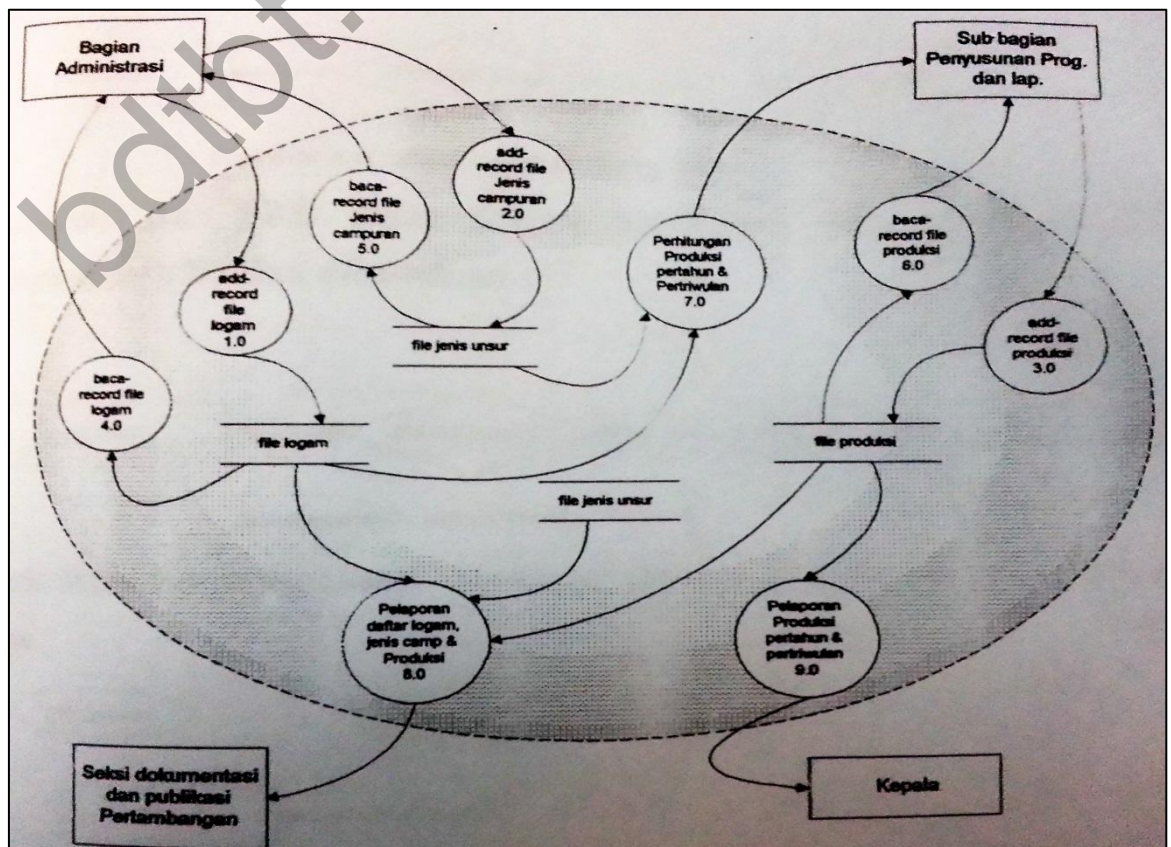 bdtbt.
Bagian
Administrasi
Sub bagian
Penyusunan Prog.
dan lap.
add-
record file
Jenis
campuran
2.0
baca-
record file
Jenis
campuran
5.0
Perhitungan
Produksi
pertahun &
Pertriwulan
7.0
baca-
record file
produksi
6.0
add-
record
file
logam
1.0
add-
record file
produksi
3.0
file jenis unsur
baca-
record file
logam
4.0
file logam
file produksi
file jenis unsur
Pelaporan
daftar logam,
jenis camp &
Produksi
8.0
Pelaporan
Produksi
pertahun &
pertriwulan
9.0
Seksi dokumentasi
dan publikasi
Pertambangan
Kepala